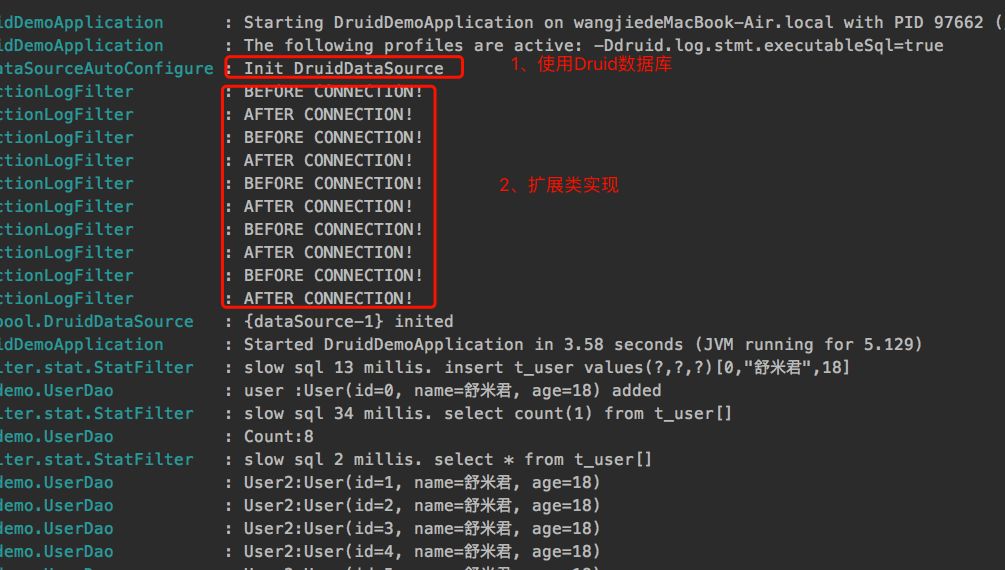 idDemoApplication : Starting DruidDemoApplication on wangjiedeMacBook-Air.local with PID 97662 (
idDemoApplication : The following profiles are active: -Ddruid.log.stmt.executableSql=true
ataSourceAutoConfigure : Init DruidDataSource 1、使用Druid数据库
ctionLogFilter : BEFORE CONNECTION!
ctionLogFilter : AFTER CONNECTION!
ctionLogFilter : BEFORE CONNECTION!
ctionLogFilter : AFTER CONNECTION!
ctionLogFilter : BEFORE CONNECTION! 2、扩展类实现
ctionLogFilter : AFTER CONNECTION!
ctionLogFilter : BEFORE CONNECTION!
ctionLogFilter : AFTER CONNECTION!
ctionLogFilter : BEFORE CONNECTION!
ctionLogFilter : AFTER CONNECTION!
pool.DruidDataSource : {dataSource-1} inited
idDemoApplication : Started DruidDemoApplication in 3.58 seconds (JVM running for 5.129)
lter.stat.StatFilter : slow sql 13 millis. insert t_user values(?,?,?)[0,"舒米君",18]
demo.UserDao : user :User(id=0, name=舒米君, age=18) added
lter.stat.StatFilter : slow sql 34 millis. select count(1) from t_user[]
demo.UserDao : Count:8
lter.stat.StatFilter : slow sql 2 millis. select * from t_user[]
demo.UserDao : User2:User(id=1, name=舒米君, age=18)
demo.UserDao : User2:User(id=2, name=舒米君, age=18)
demo.UserDao : User2:User(id=3, name=舒米君, age=18)
demo.UserDao : User2:User(id=4, name=舒米君, age=18)